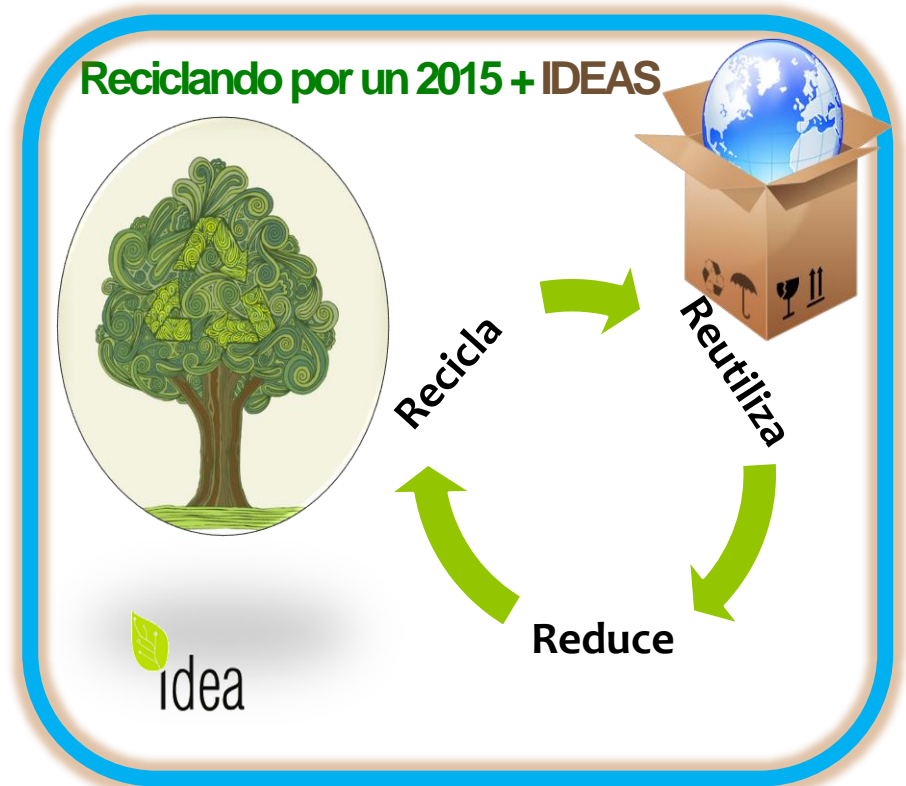 Reciclando por un 2015 + IDEAS
Recicla
Reutiliza
Reduce
idea